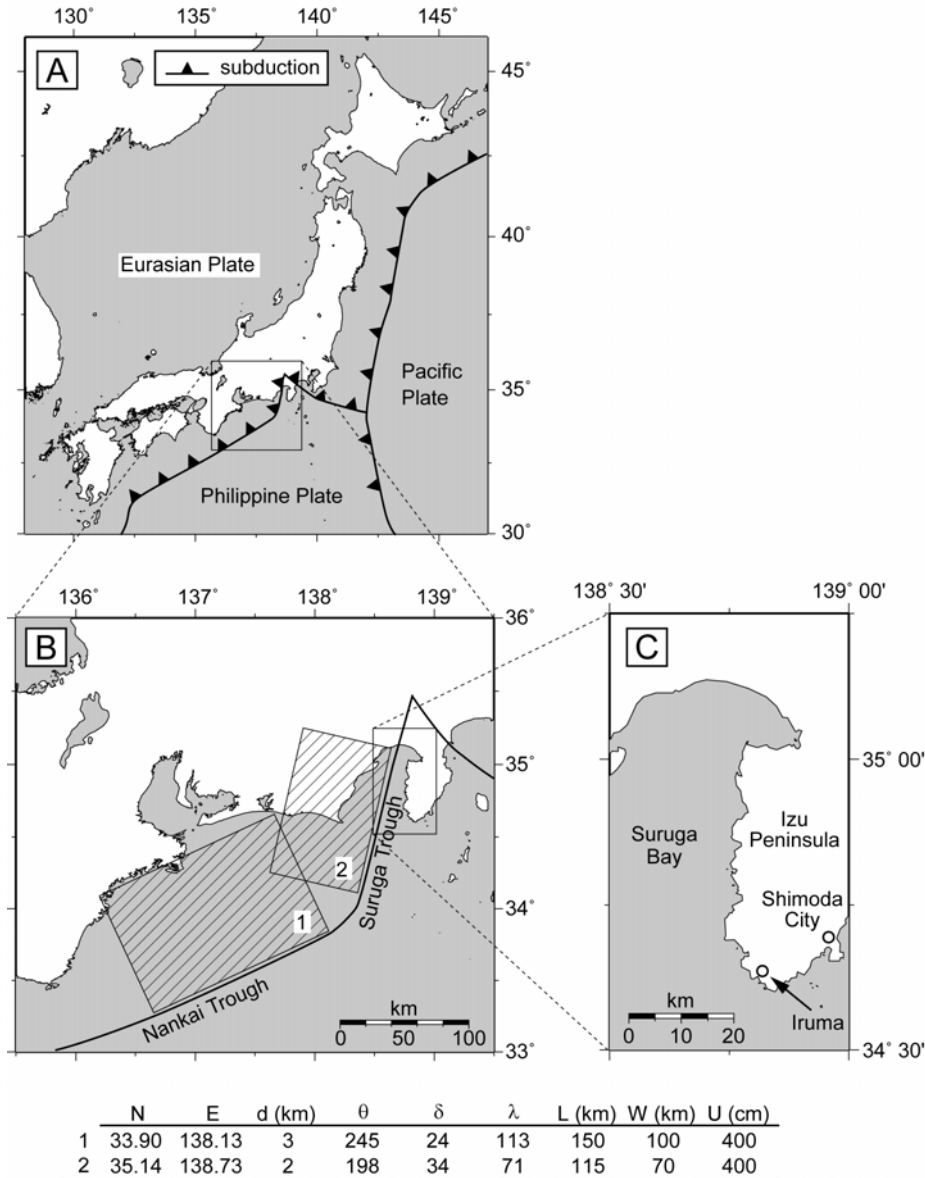 130° 135° 140° 145°
A
subduction
45°
40°
Eurasian Plate
Pacific
Plate
35°
Philippine Plate
30°
136° 137° 138° 139°
36°
B
35°
2
Suruga Trough
34°
1
Nankai Trough
km
0 50 100
33°
138° 30' 139° 00'
C
35° 00'
Suruga
Bay
Izu
Peninsula
Shimoda
City
km
0 10 20
Iruma
34° 30'
N E d (km) θ δ λ L (km) W (km) U (cm)
1 33.90 138.13 3 245 24 113 150 100 400
2 35.14 138.73 2 198 34 71 115 70 400